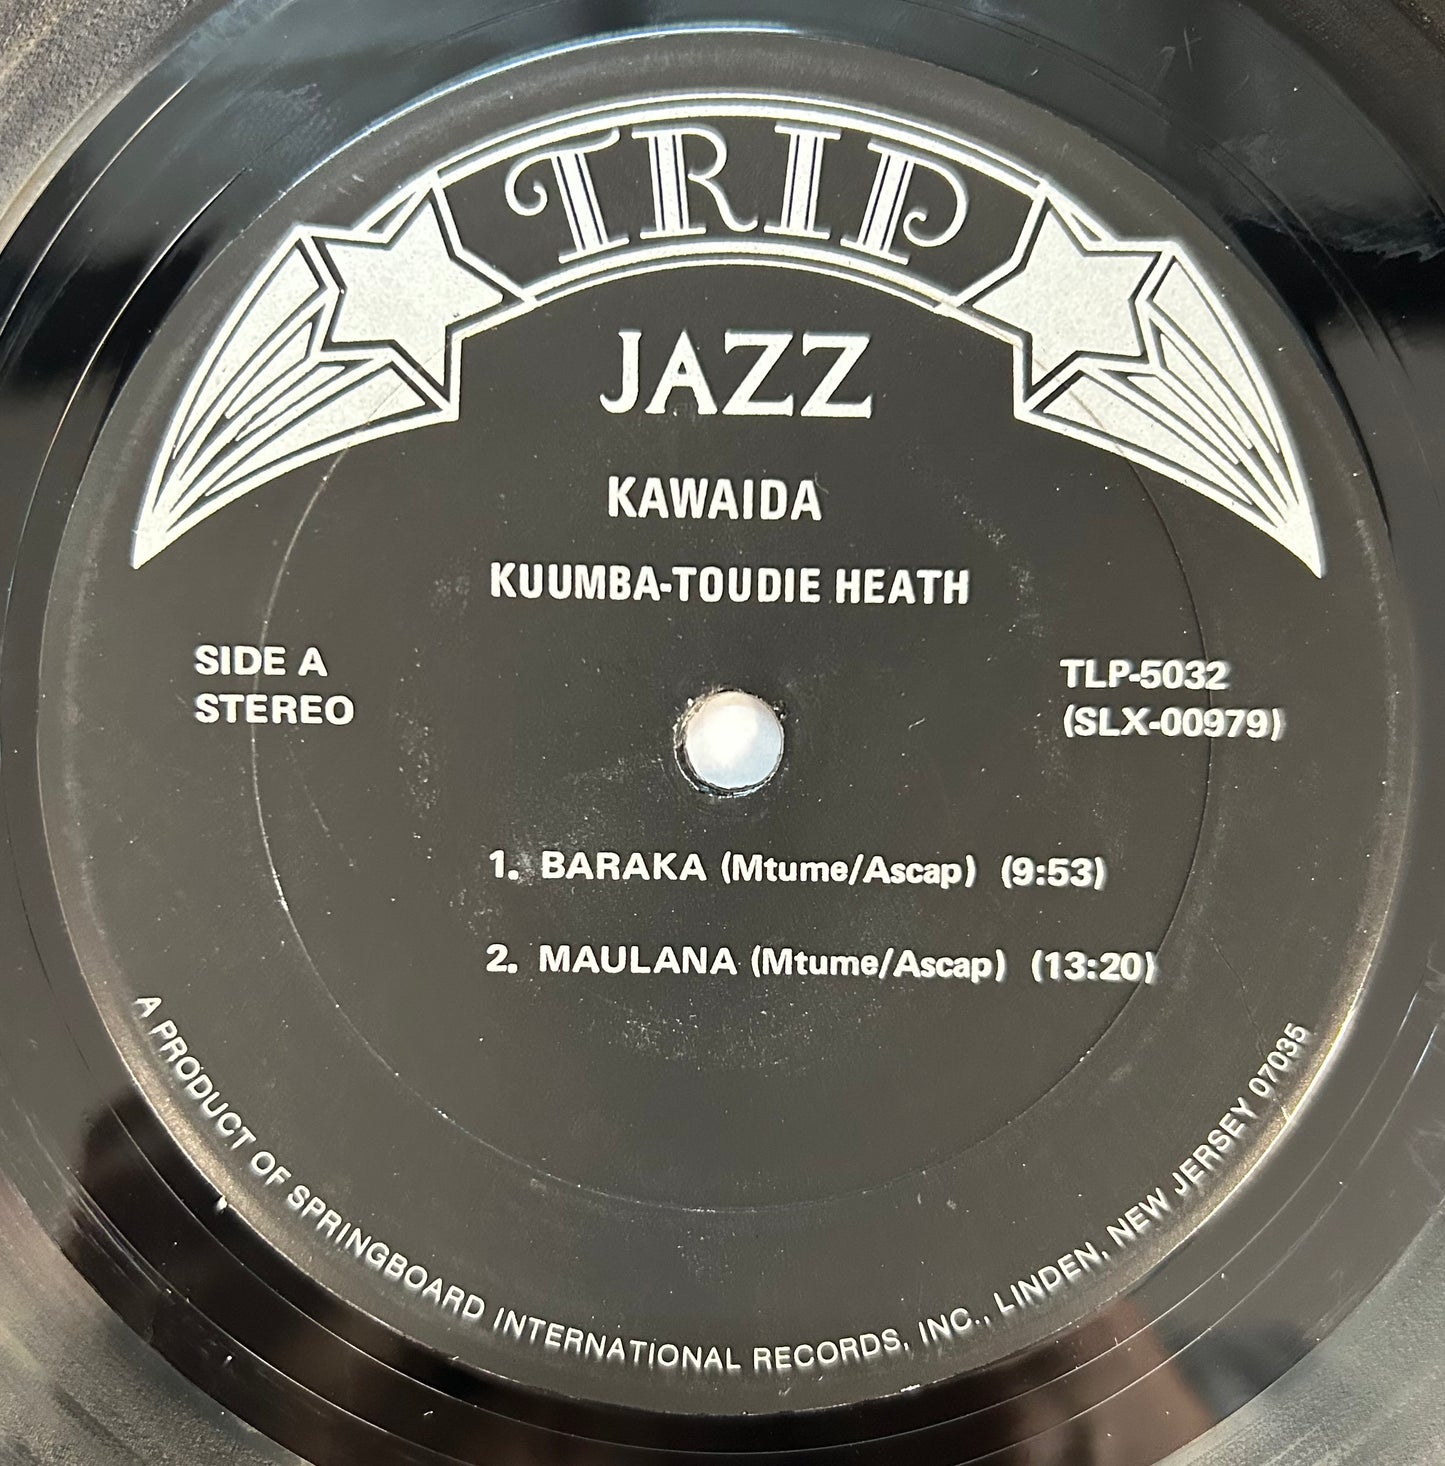 TRIP
JAZZ
KAWAIDA
KUUMBA-TOUDIE HEATH
SIDE A
STEREO
TLP-5032
(SLX-00979)
1. BARAKA (Mtume/Ascap) (9:53)
2. MAULANA (Mtume/Ascap) (13:20)
A PRODUCT OF SPRINGBOARD INTERNATIONAL RECORDS, INC., LINDEN, NEW JERSEY 07035